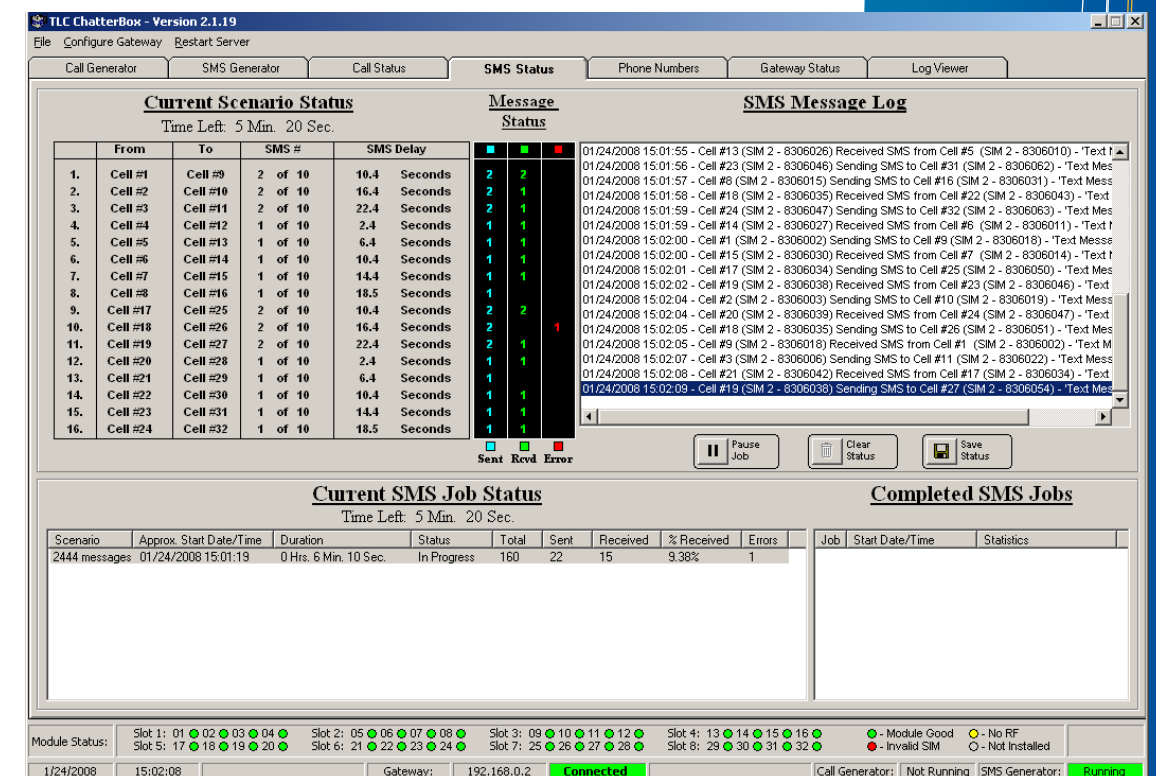 TLC ChatterBox - Version 2.1.19
File Configure Gateway Restart Server
Call Generator SMS Generator Call Status SMS Status Phone Numbers Gateway Status Log Viewer
Current Scenario Status
Time Left: 5 Min. 20 Sec.
Message Status
From To SMS # SMS Delay
1. Cell #1 Cell #9 2 of 10 10.4 Seconds 2 2
2. Cell #2 Cell #10 2 of 10 16.4 Seconds 2 1
3. Cell #3 Cell #11 2 of 10 22.4 Seconds 2 1
4. Cell #4 Cell #12 1 of 10 2.4 Seconds 1 1
5. Cell #5 Cell #13 1 of 10 6.4 Seconds 1 1
6. Cell #6 Cell #14 1 of 10 10.4 Seconds 1 1
7. Cell #7 Cell #15 1 of 10 14.4 Seconds 1 1
8. Cell #8 Cell #16 1 of 10 18.5 Seconds 1
9. Cell #17 Cell #25 2 of 10 10.4 Seconds 2 2
10. Cell #18 Cell #26 2 of 10 16.4 Seconds 2 1
11. Cell #19 Cell #27 2 of 10 22.4 Seconds 2 1
12. Cell #20 Cell #28 1 of 10 2.4 Seconds 1 1
13. Cell #21 Cell #29 1 of 10 6.4 Seconds 1
14. Cell #22 Cell #30 1 of 10 10.4 Seconds 1 1
15. Cell #23 Cell #31 1 of 10 14.4 Seconds 1 1
16. Cell #24 Cell #32 1 of 10 18.5 Seconds 1 1
Sent Rcvd Error
SMS Message Log
01/24/2008 15:01:55 - Cell #13 (SIM 2 - 8306026) Received SMS from Cell #5 (SIM 2 - 8306010) - 'Text
01/24/2008 15:01:56 - Cell #23 (SIM 2 - 8306046) Sending SMS to Cell #31 (SIM 2 - 8306062) - 'Text Mes
01/24/2008 15:01:57 - Cell #8 (SIM 2 - 8306015) Sending SMS to Cell #16 (SIM 2 - 8306031) - 'Text Mess
01/24/2008 15:01:58 - Cell #18 (SIM 2 - 8306035) Received SMS from Cell #22 (SIM 2 - 8306043) - 'Text
01/24/2008 15:01:59 - Cell #24 (SIM 2 - 8306047) Sending SMS to Cell #32 (SIM 2 - 8306063) - 'Text Mes
01/24/2008 15:01:59 - Cell #14 (SIM 2 - 8306027) Received SMS from Cell #6 (SIM 2 - 8306011) - 'Text
01/24/2008 15:02:00 - Cell #1 (SIM 2 - 8306002) Sending SMS to Cell #9 (SIM 2 - 8306018) - 'Text Messa
01/24/2008 15:02:00 - Cell #15 (SIM 2 - 8306030) Received SMS from Cell #7 (SIM 2 - 8306014) - 'Text
01/24/2008 15:02:01 - Cell #17 (SIM 2 - 8306034) Sending SMS to Cell #25 (SIM 2 - 8306050) - 'Text Mes
01/24/2008 15:02:02 - Cell #19 (SIM 2 - 8306038) Received SMS from Cell #23 (SIM 2 - 8306046) - 'Text
01/24/2008 15:02:04 - Cell #2 (SIM 2 - 8306003) Sending SMS to Cell #10 (SIM 2 - 8306019) - 'Text Mess
01/24/2008 15:02:04 - Cell #20 (SIM 2 - 8306039) Received SMS from Cell #24 (SIM 2 - 8306047) - 'Text
01/24/2008 15:02:05 - Cell #18 (SIM 2 - 8306035) Sending SMS to Cell #26 (SIM 2 - 8306051) - 'Text Mes
01/24/2008 15:02:05 - Cell #9 (SIM 2 - 8306018) Received SMS from Cell #1 (SIM 2 - 8306002) - 'Text M
01/24/2008 15:02:07 - Cell #3 (SIM 2 - 8306006) Sending SMS to Cell #11 (SIM 2 - 8306022) - 'Text Mess
01/24/2008 15:02:08 - Cell #21 (SIM 2 - 8306042) Received SMS from Cell #17 (SIM 2 - 8306034) - 'Text
01/24/2008 15:02:09 - Cell #19 (SIM 2 - 8306038) Sending SMS to Cell #27 (SIM 2 - 8306054) - 'Text Mes
Pause Job Clear Status Save Status
Current SMS Job Status
Time Left: 5 Min. 20 Sec.
Scenario Approx. Start Date/Time Duration Status Total Sent Received % Received Errors
2444 messages 01/24/2008 15:01:19 0 Hrs. 6 Min. 10 Sec. In Progress 160 22 15 9.38% 1
Completed SMS Jobs
Job Start Date/Time Statistics
Module Status:
Slot 1: 01 02 03 04 Slot 2: 05 06 07 08 Slot 3: 09 10 11 12 Slot 4: 13 14 15 16
Slot 5: 17 18 19 20 Slot 6: 21 22 23 24 Slot 7: 25 26 27 28 Slot 8: 29 30 31 32
- Module Good - No RF
- Invalid SIM - Not Installed
1/24/2008 15:02:08 Gateway: 192.168.0.2 Connected Call Generator: Not Running SMS Generator: Running